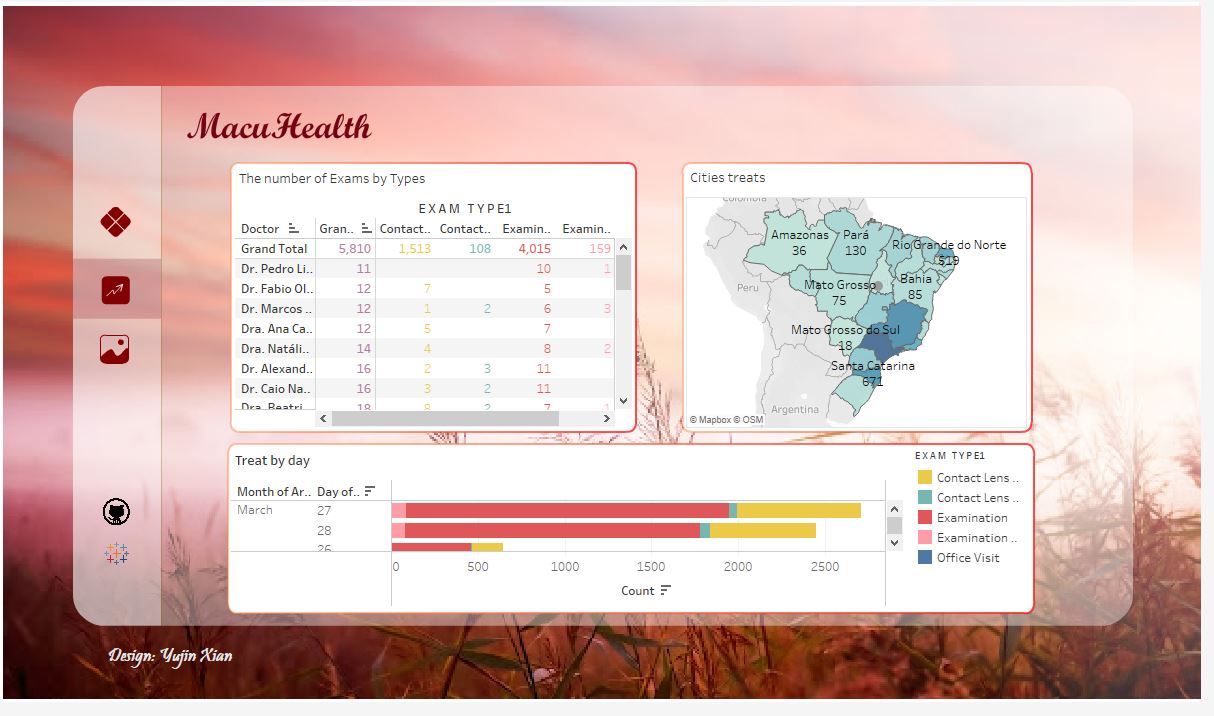 MacuHealth
The number of Exams by Types
EXAM TYPE1
Doctor Gran.. Contact.. Contact.. Examin.. Examin..
Grand Total 5,810 1,513 108 4,015 159
Dr. Pedro Li.. 11 10 1
Dr. Fabio Ol.. 12 7 5
Dr. Marcos .. 12 1 2 6 3
Dra. Ana Ca.. 12 5 7
Dra. Natáli.. 14 4 8 2
Dr. Alexand.. 16 2 3 11
Dr. Caio Na.. 16 3 2 11
Dra. Beatri.. 18 8 2 7 1
Cities treats
Colombia
Amazonas
36
Pará
130
Rio Grande do Norte
519
Peru
Mato Grosso
75
Bahia
85
Mato Grosso do Sul
18
Santa Catarina
671
Argentina
© Mapbox © OSM
Treat by day
Month of Ar.. Day of..
March 27
28
26
0 500 1000 1500 2000 2500
Count
EXAM TYPE1
Contact Lens ..
Contact Lens ..
Examination
Examination ..
Office Visit
Design: Yujin Xian